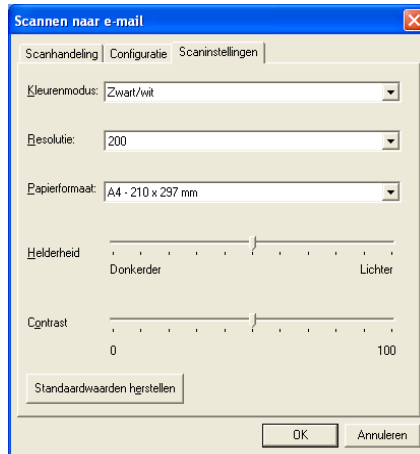 Scannen naar e-mail
Scanhandeling Configuratie Scaninstellingen
Kleurenmodus: Zwart/wit
Resolutie: 200
Papierformaat: A4 - 210 x 297 mm
Helderheid
Donkerder Lichter
Contrast
0 100
Standaardwaarden herstellen
OK Annuleren